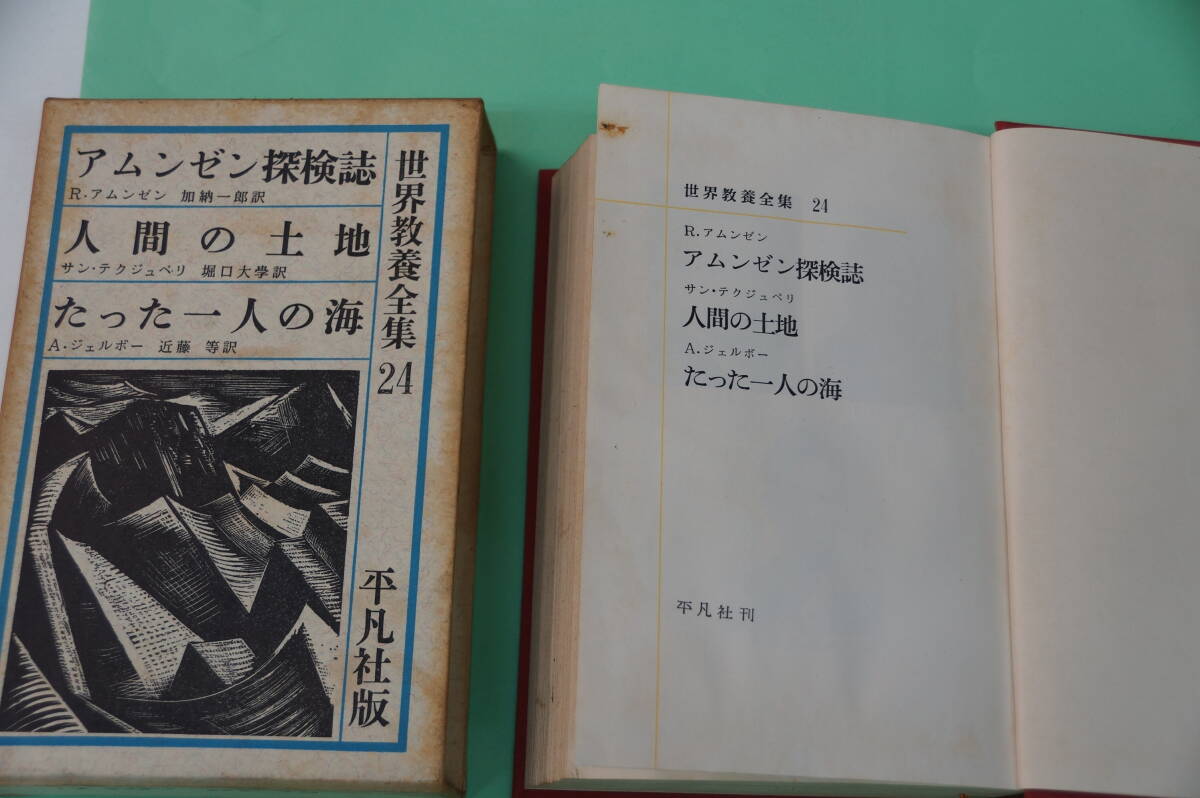 アムンゼン探検誌
R.アムンゼン 加納一郎訳
人間の土地
サン・テクジュペリ 堀口大學訳
たった一人の海
A.ジェルボー 近藤 等訳
世界教養全集 24
平凡社版
世界教養全集 24
R.アムンゼン
アムンゼン探検誌
サン・テクジュペリ
人間の土地
A.ジェルボー
たった一人の海
平凡社刊